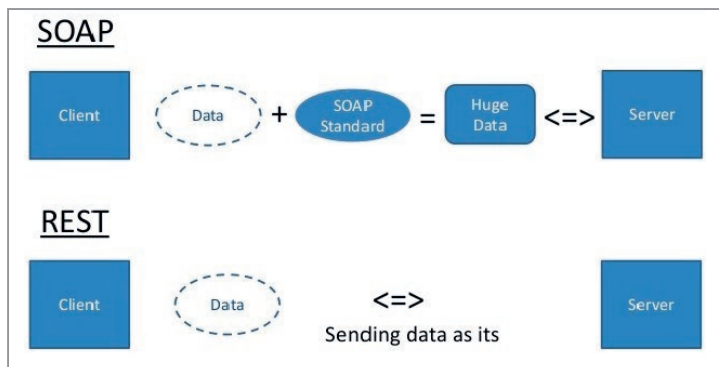 SOAP
Client
Data
+
SOAP
Standard
=
Huge
Data
<=>
Server
REST
Client
Data
<=>
Sending data as its
Server